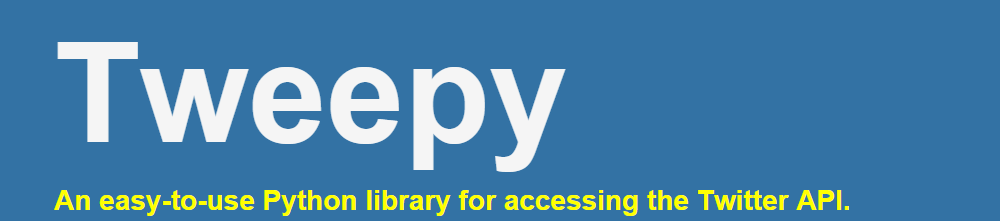 Tweepy
An easy-to-use Python library for accessing the Twitter API.